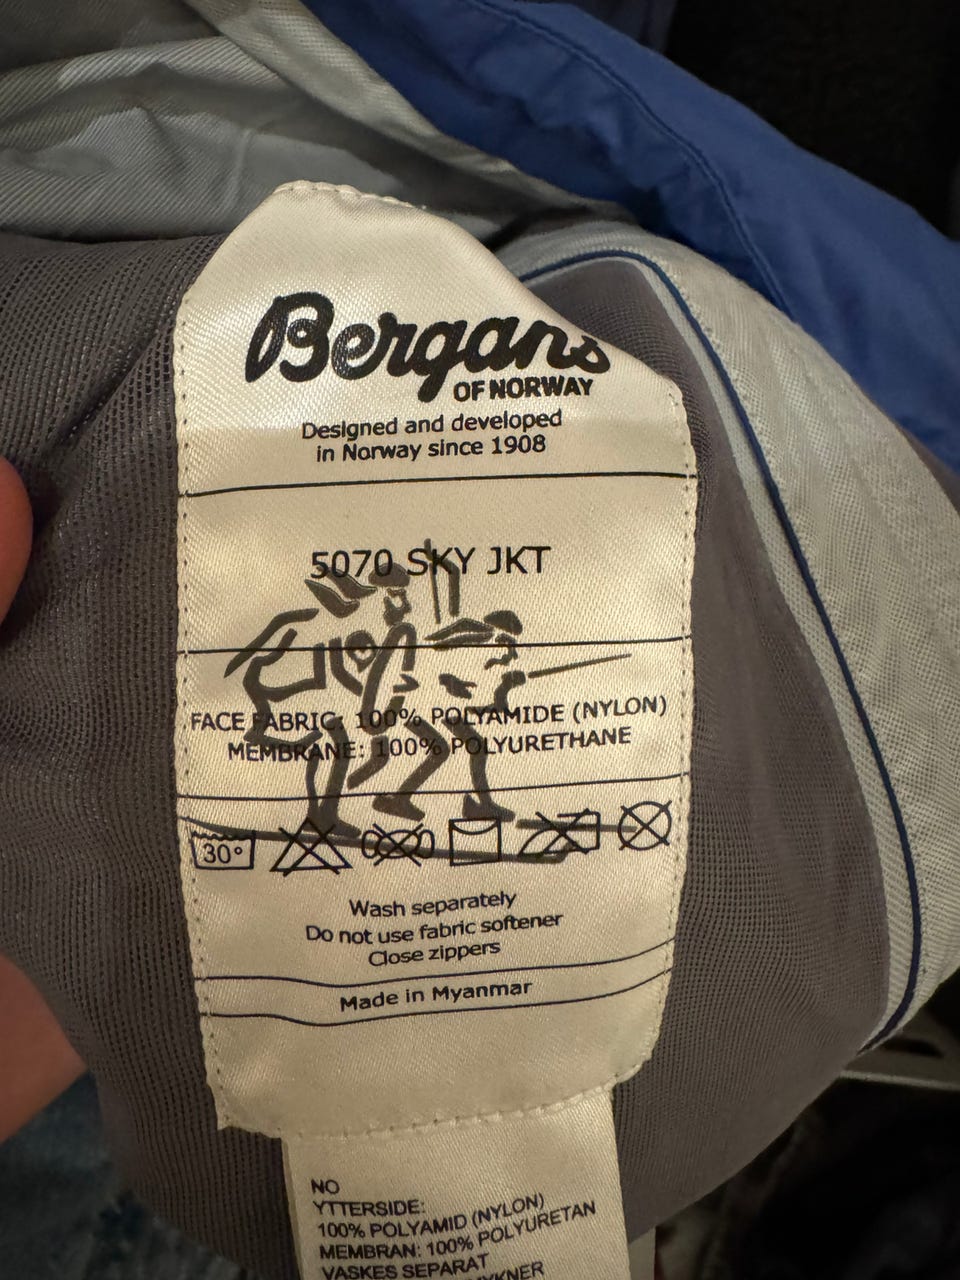 Bergans
OF NORWAY
Designed and developed
in Norway since 1908
5070 SKY JKT
FACE FABRIC: 100% POLYAMIDE (NYLON)
MEMBRANE: 100% POLYURETHANE
30°
Wash separately
Do not use fabric softener
Close zippers
Made in Myanmar
NO
YTTERSIDE:
100% POLYAMID (NYLON)
MEMBRAN: 100% POLYURETAN
VASKES SEPARAT